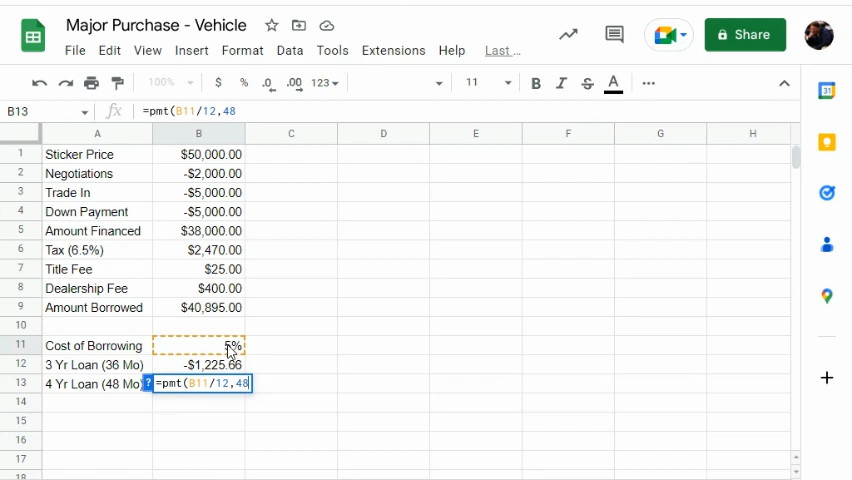 Major Purchase - Vehicle
File Edit View Insert Format Data Tools Extensions Help Last ...
Share
100% $ % .0 .00 123 11 B I S A
B13 fx =pmt(B11/12,48
A B C D E F G H
1 Sticker Price $50,000.00
2 Negotiations -$2,000.00
3 Trade In -$5,000.00
4 Down Payment -$5,000.00
5 Amount Financed $38,000.00
6 Tax (6.5%) $2,470.00
7 Title Fee $25.00
8 Dealership Fee $400.00
9 Amount Borrowed $40,895.00
10
11 Cost of Borrowing 5%
12 3 Yr Loan (36 Mo) -$1,225.66
13 4 Yr Loan (48 Mo) ? =pmt(B11/12,48
14
15
16
17
18
31